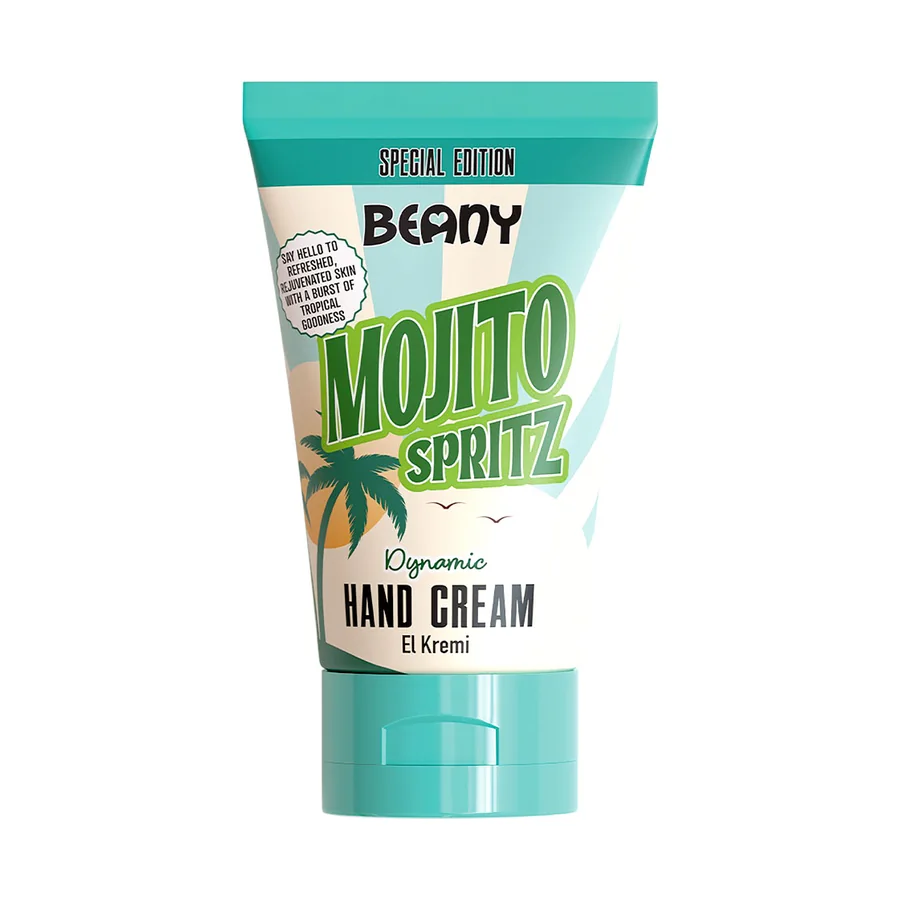 SPECIAL EDITION
BEANY
SAY HELLO TO
REFRESHED,
REJUVENATED SKIN
WITH A BURST OF
TROPICAL
GOODNESS
MOJITO
SPRITZ
Dynamic
HAND CREAM
El Kremi